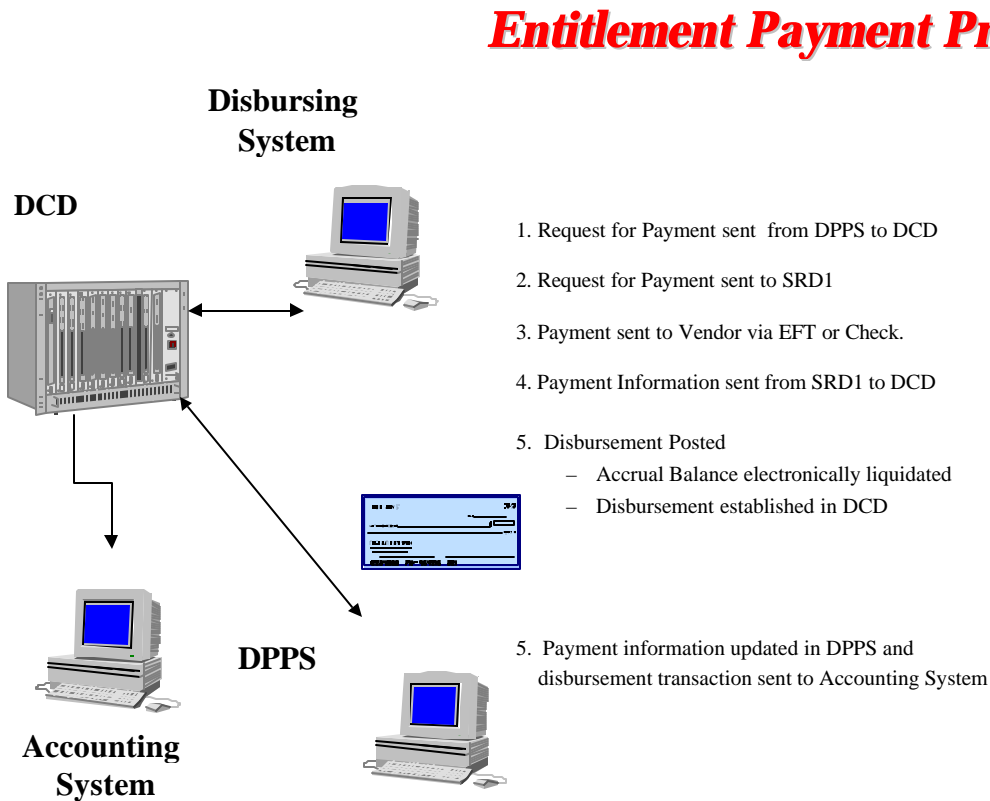 Entitlement Payment Pr
Disbursing
System
DCD
1. Request for Payment sent from DPPS to DCD
2. Request for Payment sent to SRD1
3. Payment sent to Vendor via EFT or Check.
4. Payment Information sent from SRD1 to DCD
5. Disbursement Posted
– Accrual Balance electronically liquidated
– Disbursement established in DCD
DPPS
5. Payment information updated in DPPS and
disbursement transaction sent to Accounting System
Accounting
System